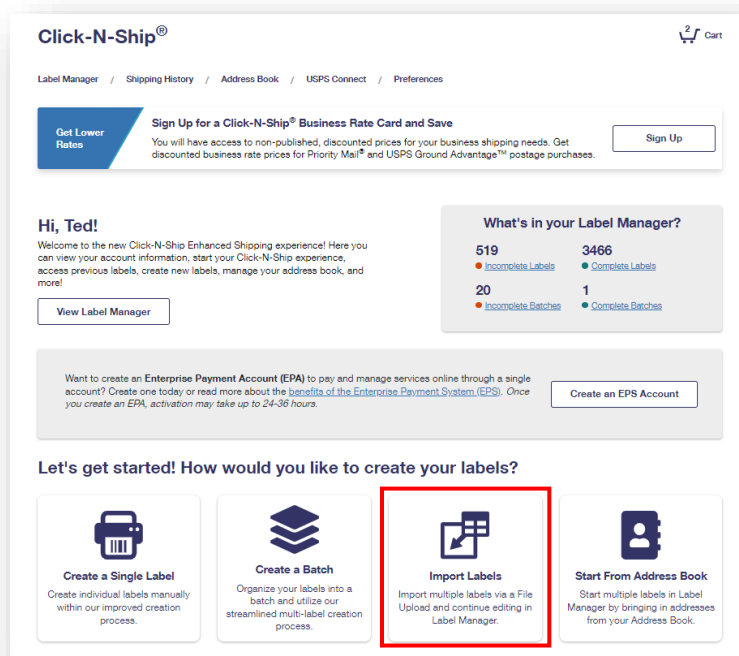 Click-N-Ship®
2
Cart
Label Manager / Shipping History / Address Book / USPS Connect / Preferences
Get Lower
Rates
Sign Up for a Click-N-Ship® Business Rate Card and Save
You will have access to non-published, discounted prices for your business shipping needs. Get
discounted business rate prices for Priority Mail® and USPS Ground Advantage™ postage purchases.
Sign Up
Hi, Ted!
Welcome to the new Click-N-Ship Enhanced Shipping experience! Here you
can view your account information, start your Click-N-Ship experience,
access previous labels, create new labels, manage your address book, and
more!
View Label Manager
What's in your Label Manager?
519 3466
Incomplete Labels Complete Labels
20 1
Incomplete Batches Complete Batches
Want to create an Enterprise Payment Account (EPA) to pay and manage services online through a single
account? Create one today or read more about the benefits of the Enterprise Payment System (EPS). Once
you create an EPA, activation may take up to 24-36 hours.
Create an EPS Account
Let's get started! How would you like to create your labels?
Create a Single Label
Create individual labels manually
within our improved creation
process.
Create a Batch
Organize your labels into a
batch and utilize our
streamlined multi-label creation
process.
Import Labels
Import multiple labels via a File
Upload and continue editing in
Label Manager.
Start From Address Book
Start multiple labels in Label
Manager by bringing in addresses
from your Address Book.